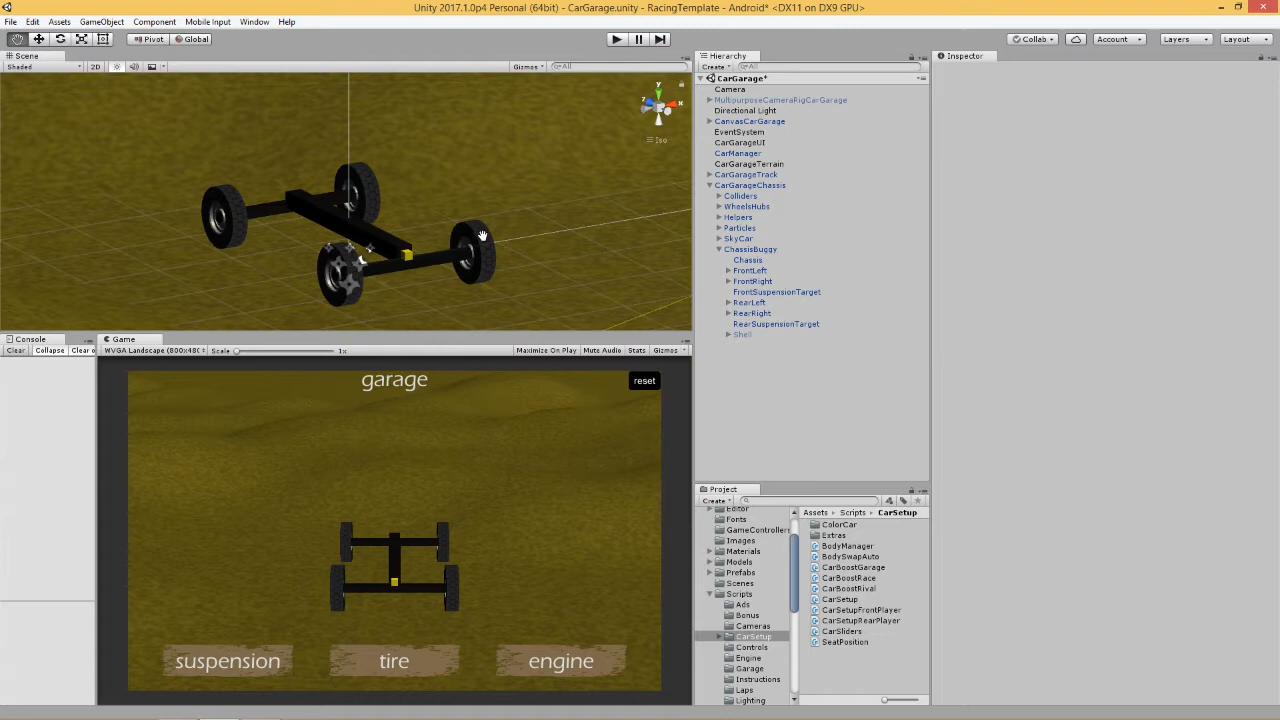 Unity 2017.1.0p4 Personal (64bit) - CarGarage.unity - RacingTemplate - Android* <DX11 on DX9 GPU>
File Edit Assets GameObject Component Mobile Input Window Help
Pivot Global Collab Account Layers Layout
Scene
Shaded 2D Gizmos All
y
z
x
Iso
Console Game
Clear Collapse Clear o WVGA Landscape (800x48( Scale 1x Maximize On Play Mute Audio Stats Gizmos
garage
reset
suspension tire engine
Hierarchy
Create All
CarGarage*
Camera
MultipurposeCameraRigCarGarage
Directional Light
CanvasCarGarage
EventSystem
CarGarageUI
CarManager
CarGarageTerrain
CarGarageTrack
CarGarageChassis
Colliders
WheelsHubs
Helpers
Particles
SkyCar
ChassisBuggy
Chassis
FrontLeft
FrontRight
FrontSuspensionTarget
RearLeft
RearRight
RearSuspensionTarget
Shell
Inspector
Project
Create
Editor
Fonts
GameControllers
Images
Materials
Models
Prefabs
Scenes
Scripts
Ads
Bonus
Cameras
CarSetup
Controls
Engine
Garage
Instructions
Laps
Lighting
Assets Scripts CarSetup
ColorCar
Extras
BodyManager
BodySwapAuto
CarBoostGarage
CarBoostRace
CarBoostRival
CarSetup
CarSetupFrontPlayer
CarSetupRearPlayer
CarSliders
SeatPosition